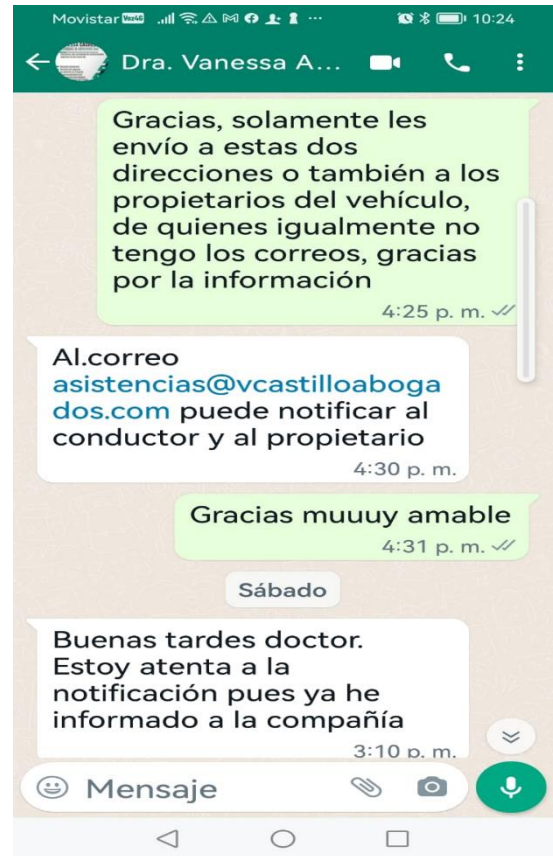 Movistar VoWiFi 10:24
Dra. Vanessa A...
Gracias, solamente les
envío a estas dos
direcciones o también a los
propietarios del vehículo,
de quienes igualmente no
tengo los correos, gracias
por la información
4:25 p. m.
Al.correo
asistencias@vcastilloaboga
dos.com puede notificar al
conductor y al propietario
4:30 p. m.
Gracias muuuy amable
4:31 p. m.
Sábado
Buenas tardes doctor.
Estoy atenta a la
notificación pues ya he
informado a la compañía
3:10 p. m.
Mensaje